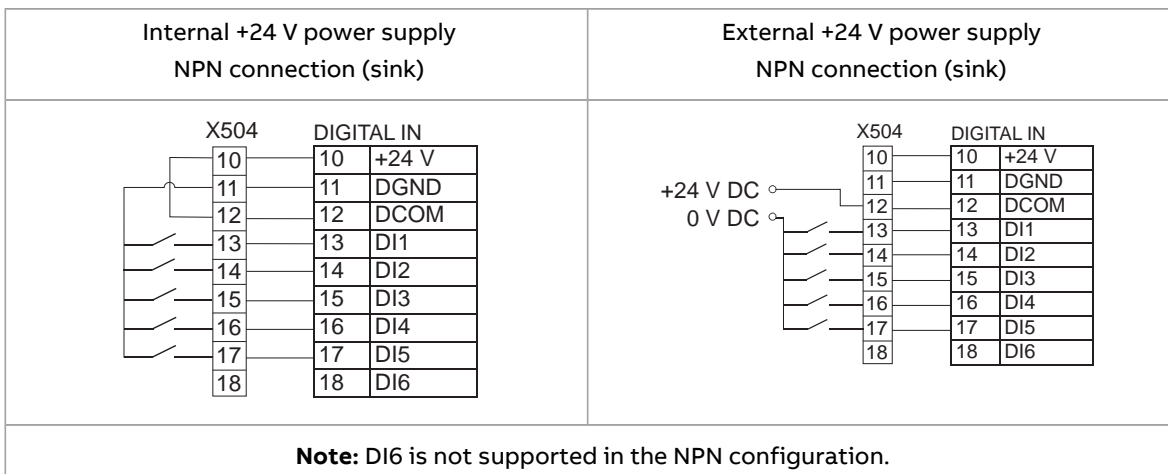 Internal +24 V power supply
NPN connection (sink)
External +24 V power supply
NPN connection (sink)
X504 DIGITAL IN
10 10 +24 V
11 11 DGND
12 12 DCOM
13 13 DI1
14 14 DI2
15 15 DI3
16 16 DI4
17 17 DI5
18 18 DI6
X504 DIGITAL IN
10 10 +24 V
+24 V DC 11 11 DGND
0 V DC 12 12 DCOM
13 13 DI1
14 14 DI2
15 15 DI3
16 16 DI4
17 17 DI5
18 18 DI6
Note: DI6 is not supported in the NPN configuration.